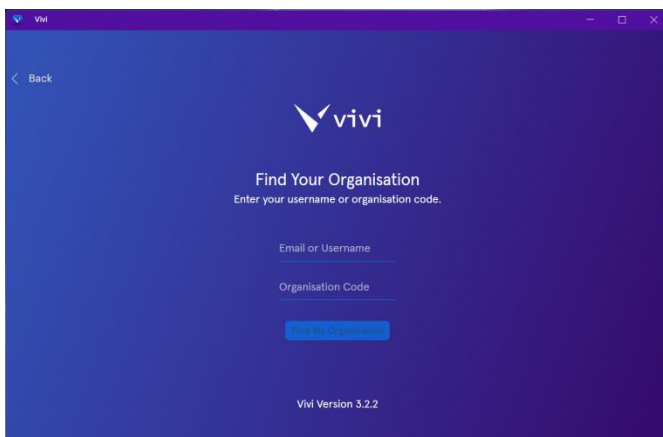 Vivi
Back
vivi
Find Your Organisation
Enter your username or organisation code.
Email or Username
Organisation Code
Find My Organisation
Vivi Version 3.2.2